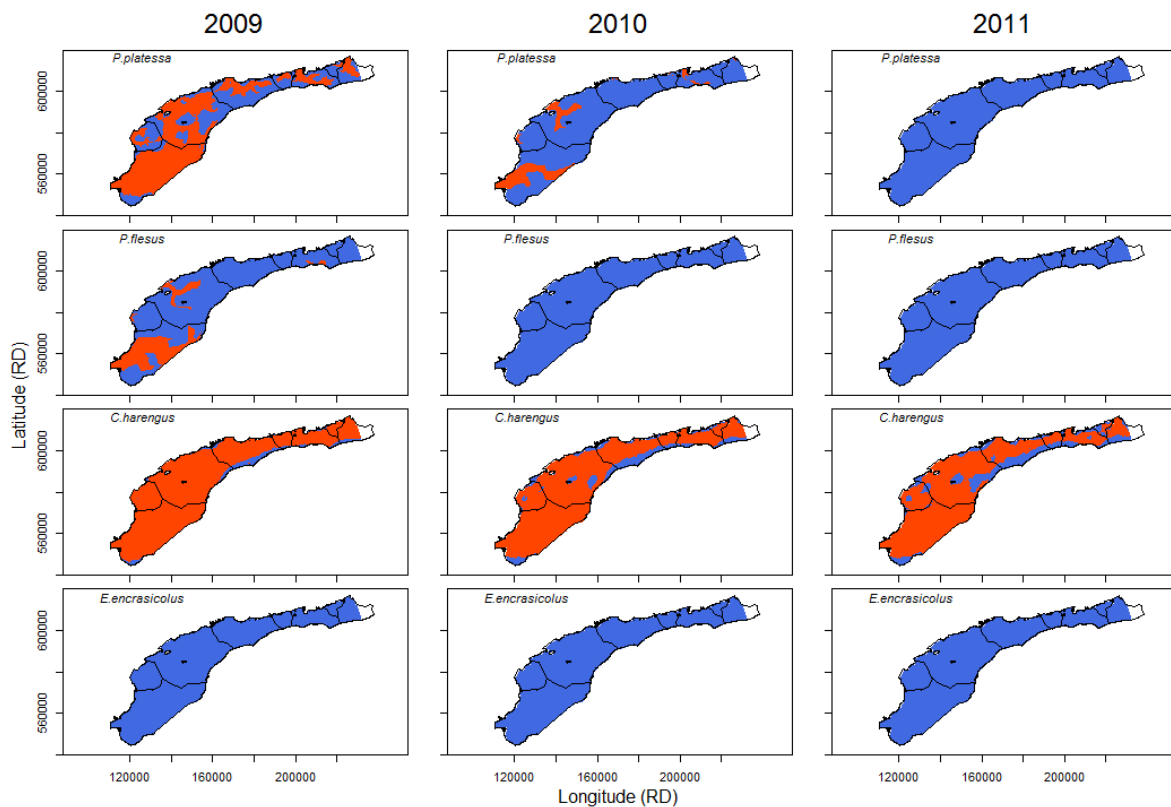 2009 2010 2011
P.platessa P.platessa P.platessa
600000
560000
P.flesus P.flesus P.flesus
600000
560000
Latitude (RD)
C.harengus C.harengus C.harengus
600000
560000
E.encrasicolus E.encrasicolus E.encrasicolus
600000
560000
120000 160000 200000 120000 160000 200000 120000 160000 200000
Longitude (RD)